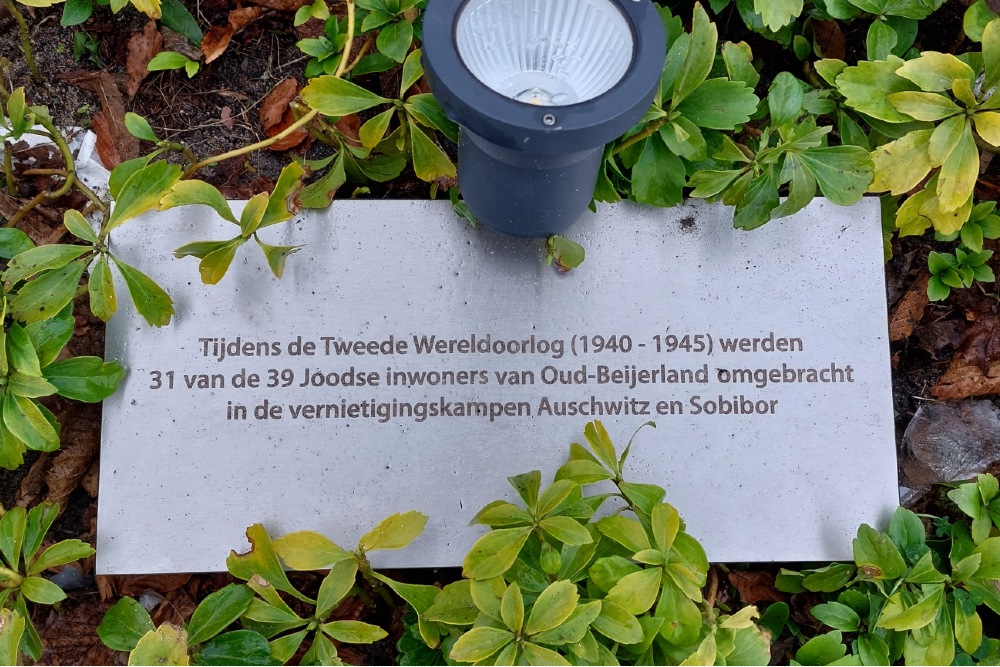 Tijdens de Tweede Wereldoorlog (1940 - 1945) werden
31 van de 39 Joodse inwoners van Oud-Beijerland omgebracht
in de vernietigingskampen Auschwitz en Sobibor